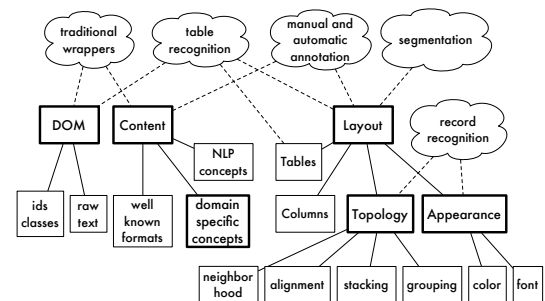 traditional
wrappers
table
recognition
manual and
automatic
annotation
segmentation
DOM
Content
Layout
record
recognition
NLP
concepts
Tables
ids
classes
raw
text
well
known
formats
domain
specific
concepts
Columns
Topology
Appearance
neighbor
hood
alignment
stacking
grouping
color
font